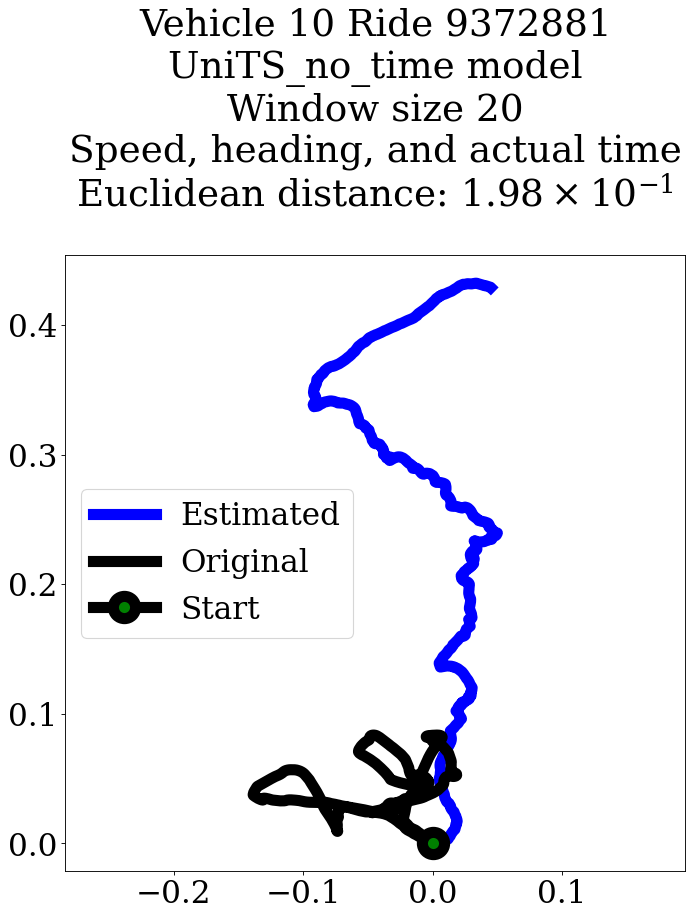 Vehicle 10 Ride 9372881
UniTS_no_time model
Window size 20
Speed, heading, and actual time
Euclidean distance: 1.98 × 10⁻¹
0.4
0.3
Estimated
Original
Start
0.2
0.1
0.0
−0.2 −0.1 0.0 0.1